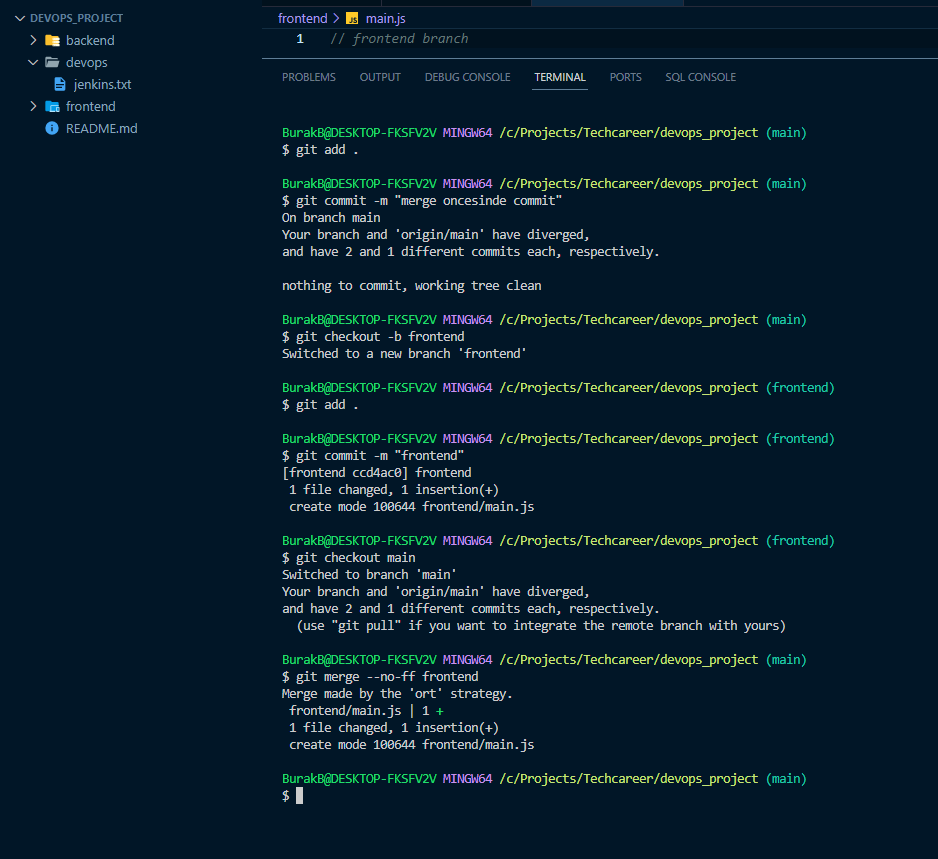 DEVOPS_PROJECT
backend
devops
jenkins.txt
frontend
README.md
frontend > JS main.js
1 // frontend branch
PROBLEMS OUTPUT DEBUG CONSOLE TERMINAL PORTS SQL CONSOLE
BurakB@DESKTOP-FKSFV2V MINGW64 /c/Projects/Techcareer/devops_project (main)
$ git add .
BurakB@DESKTOP-FKSFV2V MINGW64 /c/Projects/Techcareer/devops_project (main)
$ git commit -m "merge oncesinde commit"
On branch main
Your branch and 'origin/main' have diverged,
and have 2 and 1 different commits each, respectively.
nothing to commit, working tree clean
BurakB@DESKTOP-FKSFV2V MINGW64 /c/Projects/Techcareer/devops_project (main)
$ git checkout -b frontend
Switched to a new branch 'frontend'
BurakB@DESKTOP-FKSFV2V MINGW64 /c/Projects/Techcareer/devops_project (frontend)
$ git add .
BurakB@DESKTOP-FKSFV2V MINGW64 /c/Projects/Techcareer/devops_project (frontend)
$ git commit -m "frontend"
[frontend ccd4ac0] frontend
1 file changed, 1 insertion(+)
create mode 100644 frontend/main.js
BurakB@DESKTOP-FKSFV2V MINGW64 /c/Projects/Techcareer/devops_project (frontend)
$ git checkout main
Switched to branch 'main'
Your branch and 'origin/main' have diverged,
and have 2 and 1 different commits each, respectively.
(use "git pull" if you want to integrate the remote branch with yours)
BurakB@DESKTOP-FKSFV2V MINGW64 /c/Projects/Techcareer/devops_project (main)
$ git merge --no-ff frontend
Merge made by the 'ort' strategy.
frontend/main.js | 1 +
1 file changed, 1 insertion(+)
create mode 100644 frontend/main.js
BurakB@DESKTOP-FKSFV2V MINGW64 /c/Projects/Techcareer/devops_project (main)
$